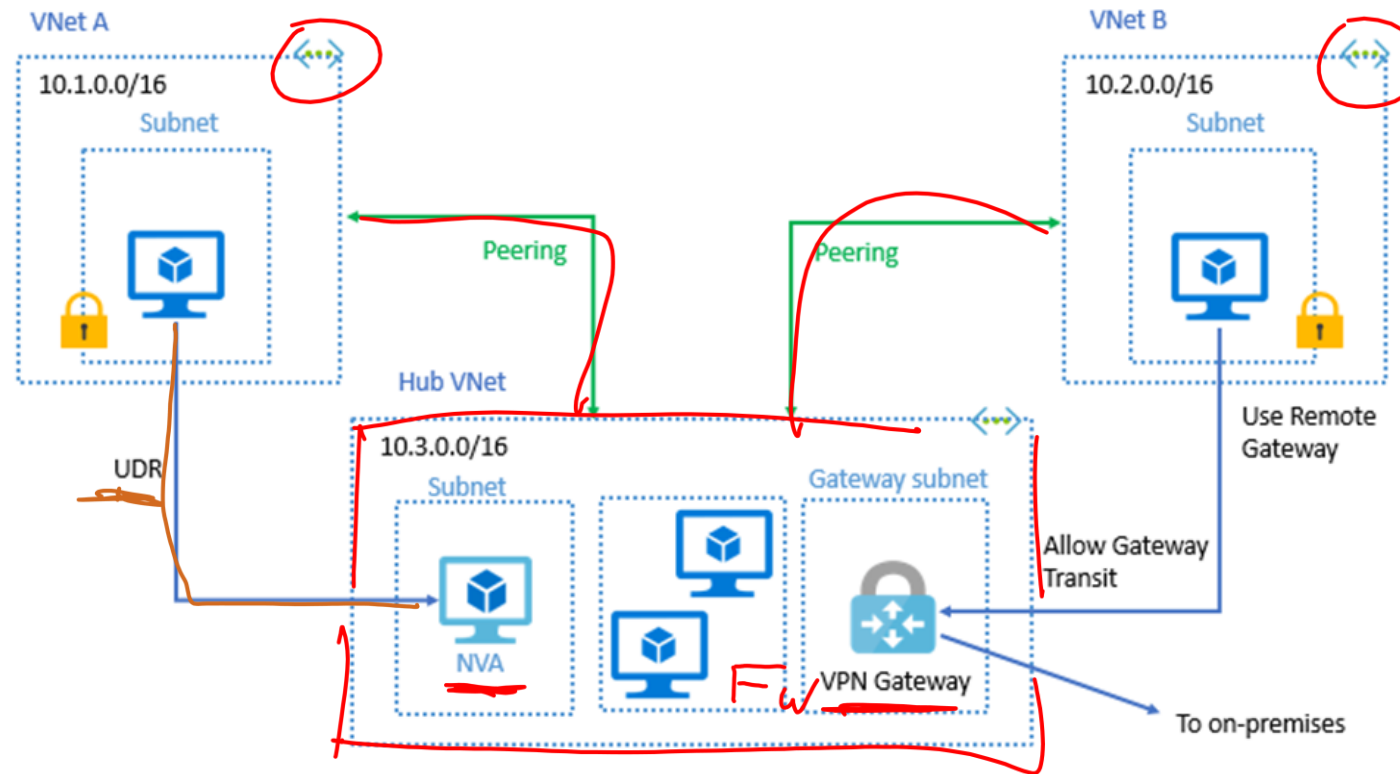 VNet A
10.1.0.0/16
Subnet
VNet B
10.2.0.0/16
Subnet
Peering
Peering
Hub VNet
10.3.0.0/16
Subnet
Gateway subnet
UDR
Use Remote
Gateway
Allow Gateway
Transit
NVA
FW
VPN Gateway
To on-premises